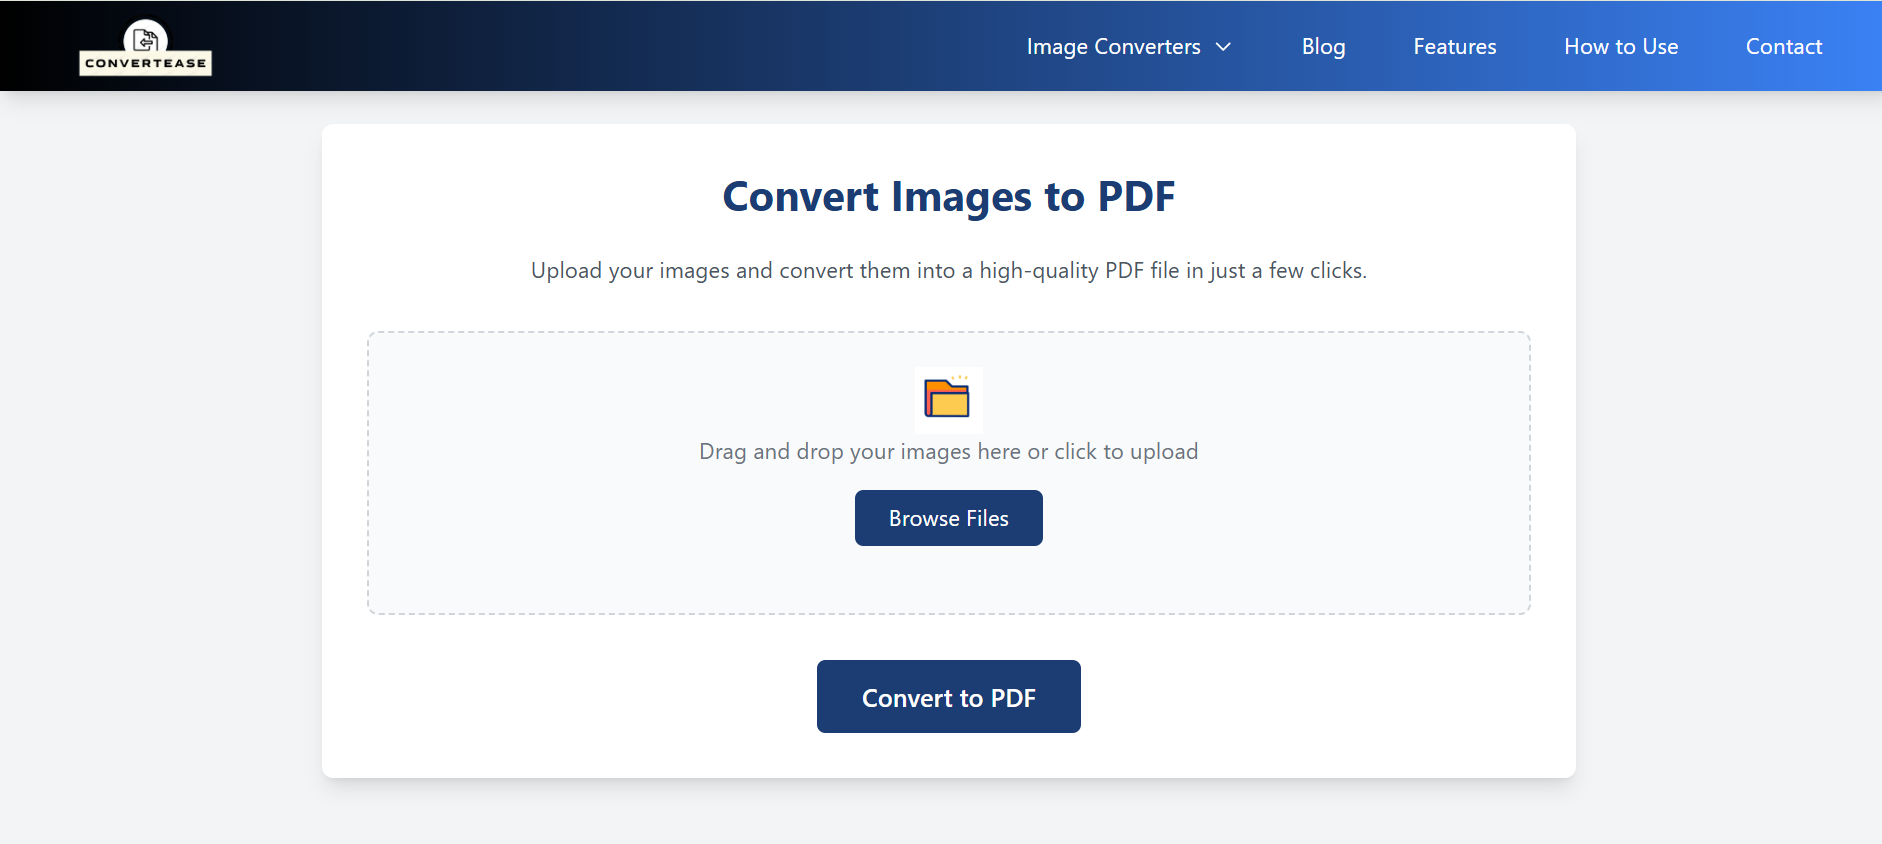 CONVERTEASE
Image Converters
Blog
Features
How to Use
Contact
Convert Images to PDF
Upload your images and convert them into a high-quality PDF file in just a few clicks.
Drag and drop your images here or click to upload
Browse Files
Convert to PDF